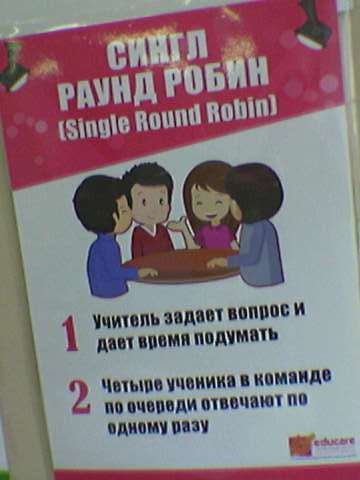 СИНГЛ
РАУНД РОБИН
(Single Round Robin)
1 Учитель задает вопрос и
дает время подумать
2 Четыре ученика в команде
по очереди отвечают по
одному разу
educare